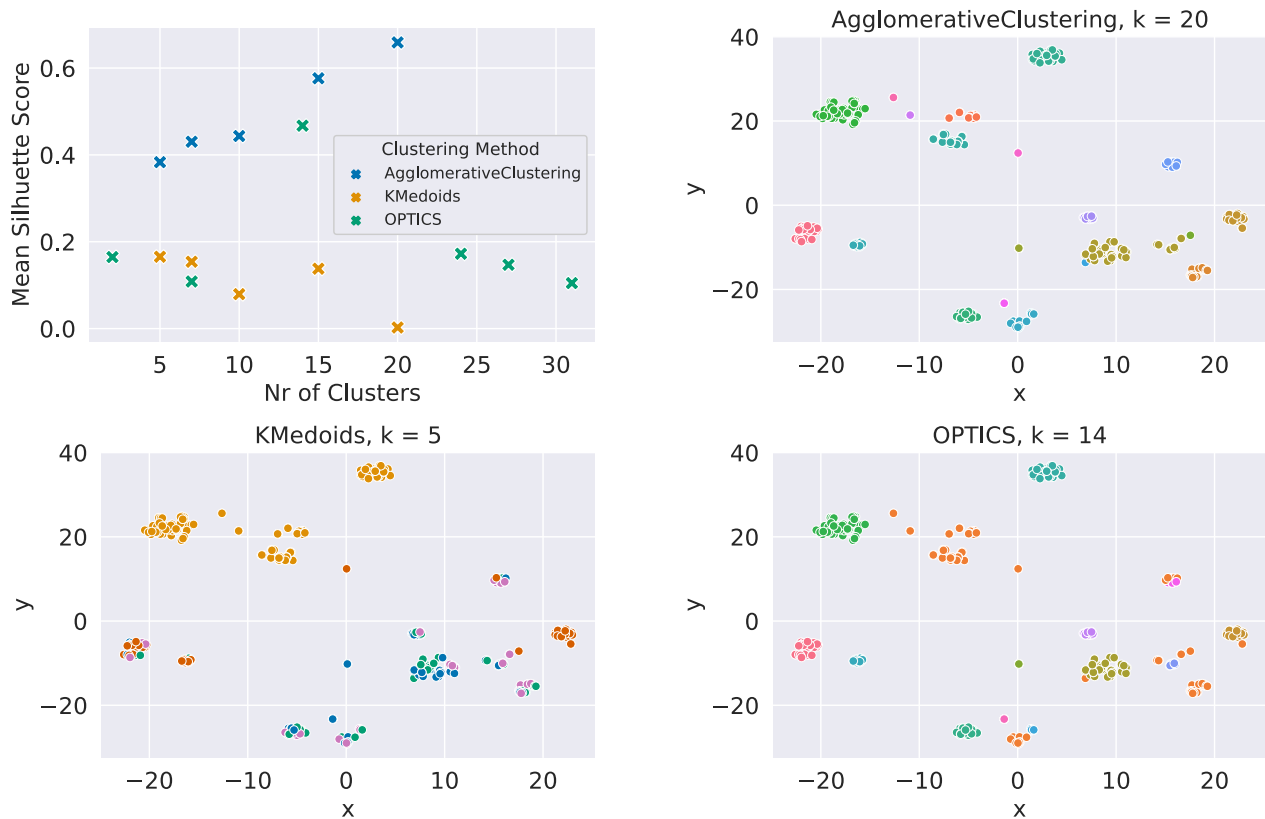 Mean Silhuette Score
0.6
0.4
0.2
0.0
Clustering Method
AgglomerativeClustering
KMedoids
OPTICS
5 10 15 20 25 30
Nr of Clusters
AgglomerativeClustering, k = 20
y
40
20
0
−20
−20 −10 0 10 20
x
KMedoids, k = 5
y
40
20
0
−20
−20 −10 0 10 20
x
OPTICS, k = 14
y
40
20
0
−20
−20 −10 0 10 20
x